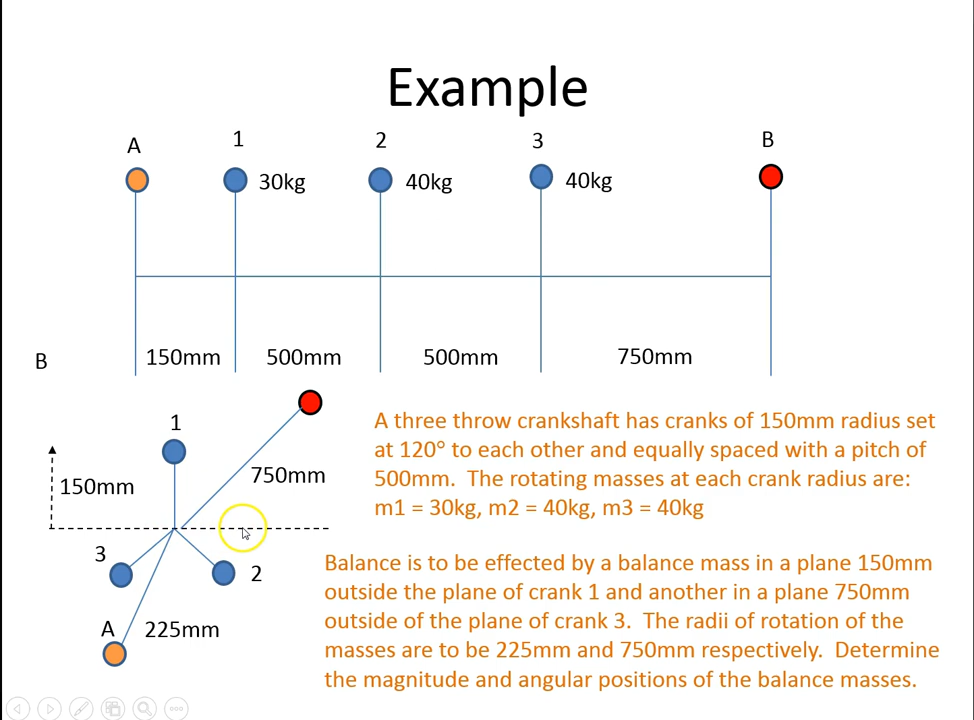 Example
A
1
2
3
B
30kg
40kg
40kg
150mm
500mm
500mm
750mm
B
1
150mm
750mm
3
2
A
225mm
A three throw crankshaft has cranks of 150mm radius set
at 120° to each other and equally spaced with a pitch of
500mm. The rotating masses at each crank radius are:
m1 = 30kg, m2 = 40kg, m3 = 40kg
Balance is to be effected by a balance mass in a plane 150mm
outside the plane of crank 1 and another in a plane 750mm
outside of the plane of crank 3. The radii of rotation of the
masses are to be 225mm and 750mm respectively. Determine
the magnitude and angular positions of the balance masses.